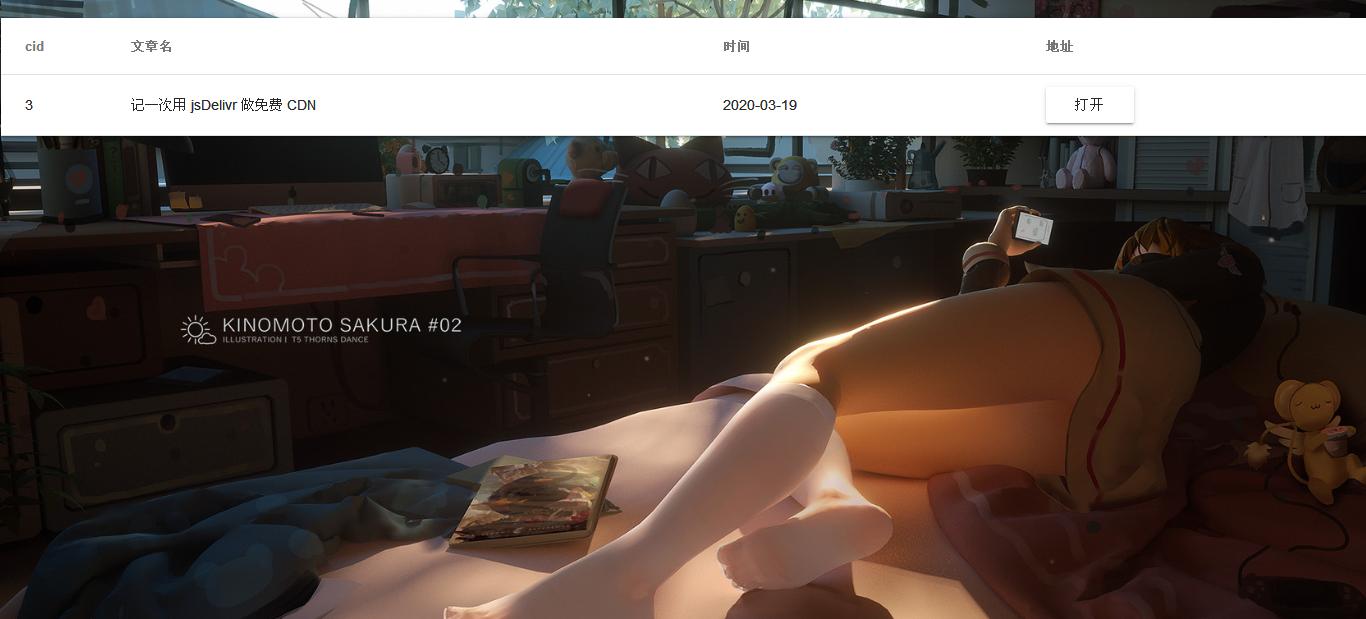 cid 文章名 时间 地址
3 记一次用 jsDelivr 做免费 CDN 2020-03-19 打开
KINOMOTO SAKURA #02
ILLUSTRATION | T5 THORNS DANCE